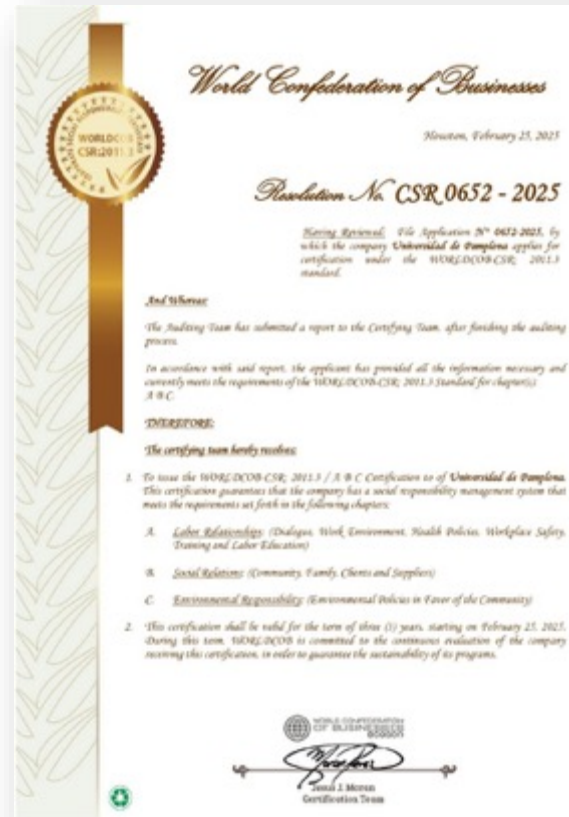 World Confederation of Businesses
Houston, February 25, 2025
WORLDCOB
CSR:2011.3
Resolution No. CSR 0652 - 2025
Having Reviewed: File Application N° 0652-2025, by
which the company Universidad de Pamplona applies for
certification under the WORLDCOB-CSR: 2011.3
standard.
And Whereas:
The Auditing Team has submitted a report to the Certifying Team, after finishing the auditing
process.
In accordance with said report, the applicant has provided all the information necessary and
currently meets the requirements of the WORLDCOB-CSR: 2011.3 Standard for chapter(s):
A B C.
THEREFORE:
The certifying team hereby resolves:
1. To issue the WORLDCOB-CSR: 2011.3 / A B C Certification to of Universidad de Pamplona.
This certification guarantees that the company has a social responsibility management system that
meets the requirements set forth in the following chapters:
A. Labor Relationships: (Dialogue, Work Environment, Health Policies, Workplace Safety,
Training and Labor Education)
B. Social Relations: (Community, Family, Clients and Suppliers)
C. Environmental Responsibility: (Environmental Policies in Favor of the Community)
2. This certification shall be valid for the term of three (3) years, starting on February 25, 2025.
During this term, WORLDCOB is committed to the continuous evaluation of the company
receiving this certification, in order to guarantee the sustainability of its programs.
WORLD CONFEDERATION
OF BUSINESSES
Jesus J. Moran
Certification Team